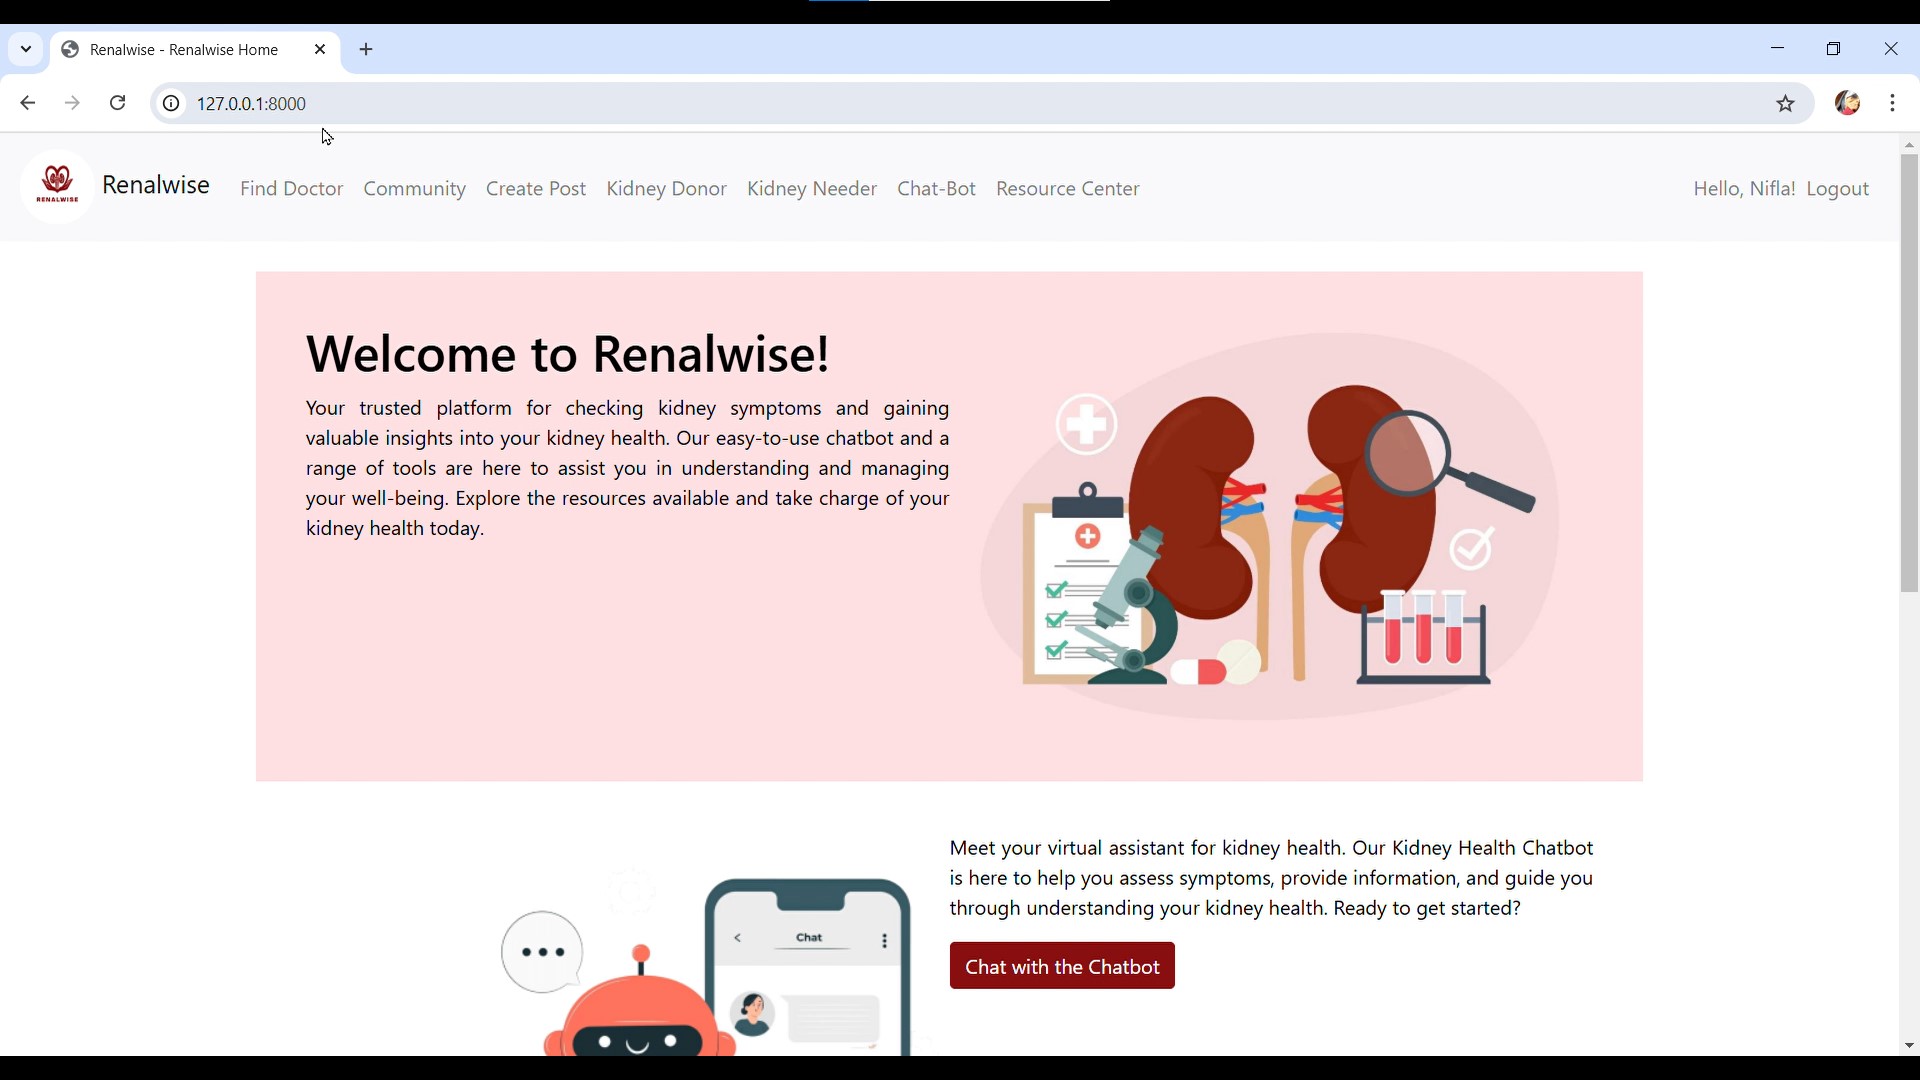 Renalwise - Renalwise Home
127.0.0.1:8000
RENALWISE
Renalwise
Find Doctor Community Create Post Kidney Donor Kidney Needer Chat-Bot Resource Center
Hello, Nifla! Logout
Welcome to Renalwise!
Your trusted platform for checking kidney symptoms and gaining
valuable insights into your kidney health. Our easy-to-use chatbot and a
range of tools are here to assist you in understanding and managing
your well-being. Explore the resources available and take charge of your
kidney health today.
Meet your virtual assistant for kidney health. Our Kidney Health Chatbot
is here to help you assess symptoms, provide information, and guide you
through understanding your kidney health. Ready to get started?
Chat with the Chatbot
Chat